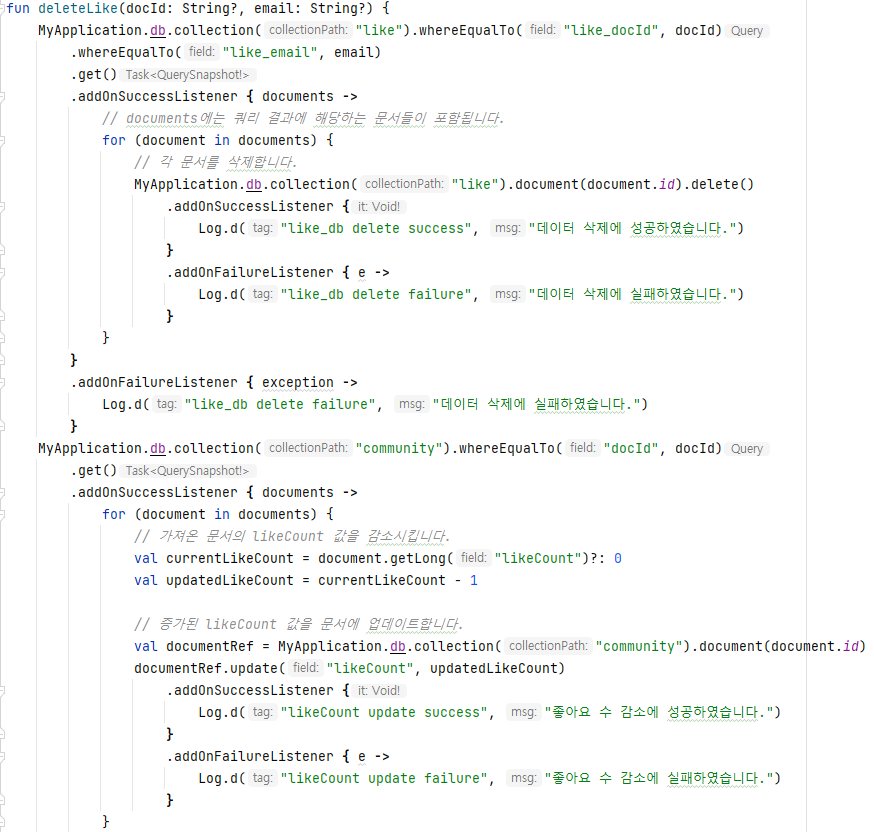 fun deleteLike(docId: String?, email: String?) {
MyApplication.db.collection( collectionPath: "like").whereEqualTo( field: "like_docId", docId) Query
.whereEqualTo( field: "like_email", email)
.get() Task<QuerySnapshot!>
.addOnSuccessListener { documents ->
// documents에는 쿼리 결과에 해당하는 문서들이 포함됩니다.
for (document in documents) {
// 각 문서를 삭제합니다.
MyApplication.db.collection( collectionPath: "like").document(document.id).delete()
.addOnSuccessListener { it: Void!
Log.d( tag: "like_db delete success", msg: "데이터 삭제에 성공하였습니다.")
}
.addOnFailureListener { e ->
Log.d( tag: "like_db delete failure", msg: "데이터 삭제에 실패하였습니다.")
}
}
}
.addOnFailureListener { exception ->
Log.d( tag: "like_db delete failure", msg: "데이터 삭제에 실패하였습니다.")
}
MyApplication.db.collection( collectionPath: "community").whereEqualTo( field: "docId", docId) Query
.get() Task<QuerySnapshot!>
.addOnSuccessListener { documents ->
for (document in documents) {
// 가져온 문서의 likeCount 값을 감소시킵니다.
val currentLikeCount = document.getLong( field: "likeCount")?: 0
val updatedLikeCount = currentLikeCount - 1
// 증가된 likeCount 값을 문서에 업데이트합니다.
val documentRef = MyApplication.db.collection( collectionPath: "community").document(document.id)
documentRef.update( field: "likeCount", updatedLikeCount)
.addOnSuccessListener { it: Void!
Log.d( tag: "likeCount update success", msg: "좋아요 수 감소에 성공하였습니다.")
}
.addOnFailureListener { e ->
Log.d( tag: "likeCount update failure", msg: "좋아요 수 감소에 실패하였습니다.")
}
}